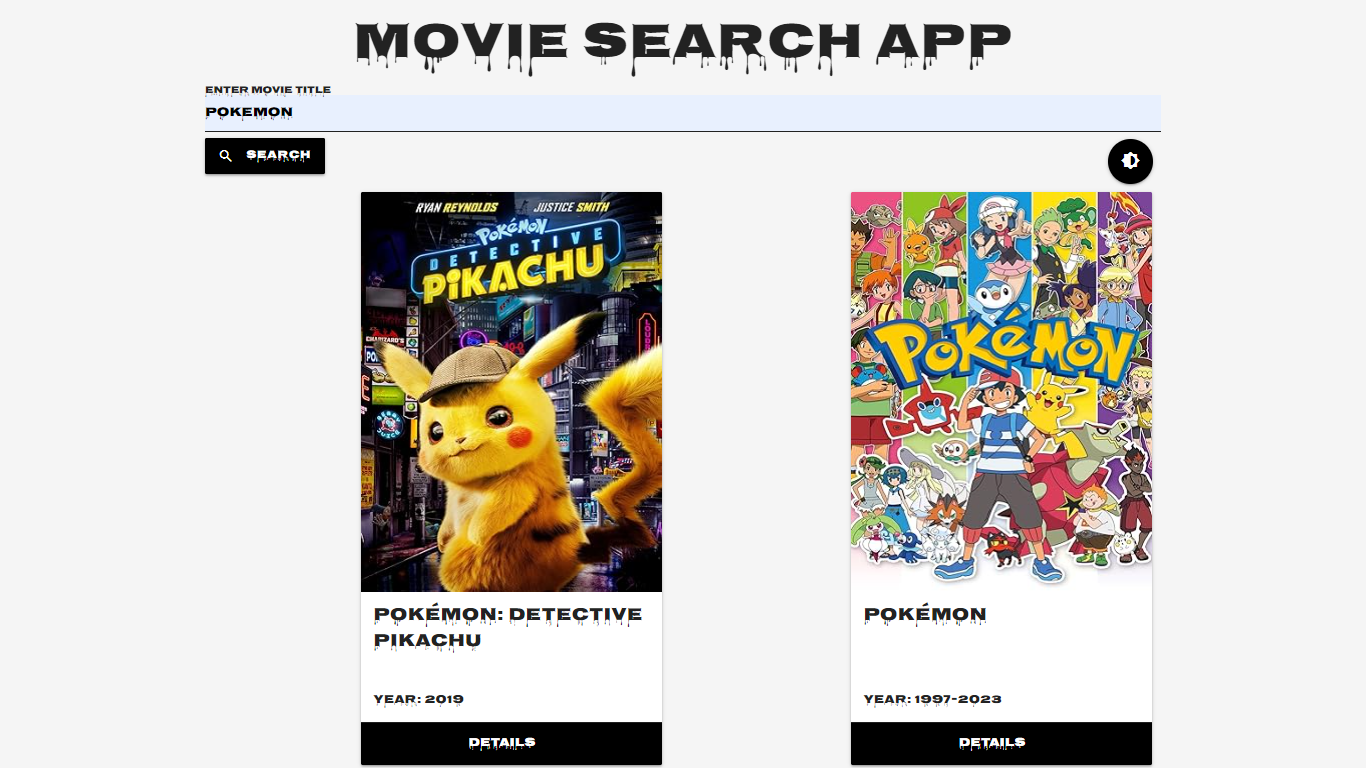 MOVIE SEARCH APP
ENTER MOVIE TITLE
POKEMON
SEARCH
RYAN REYNOLDS JUSTICE SMITH
POKÉMON
DETECTIVE
PIKACHU
POKÉMON
POKÉMON: DETECTIVE
PIKACHU
YEAR: 2019
DETAILS
POKÉMON
YEAR: 1997-2023
DETAILS